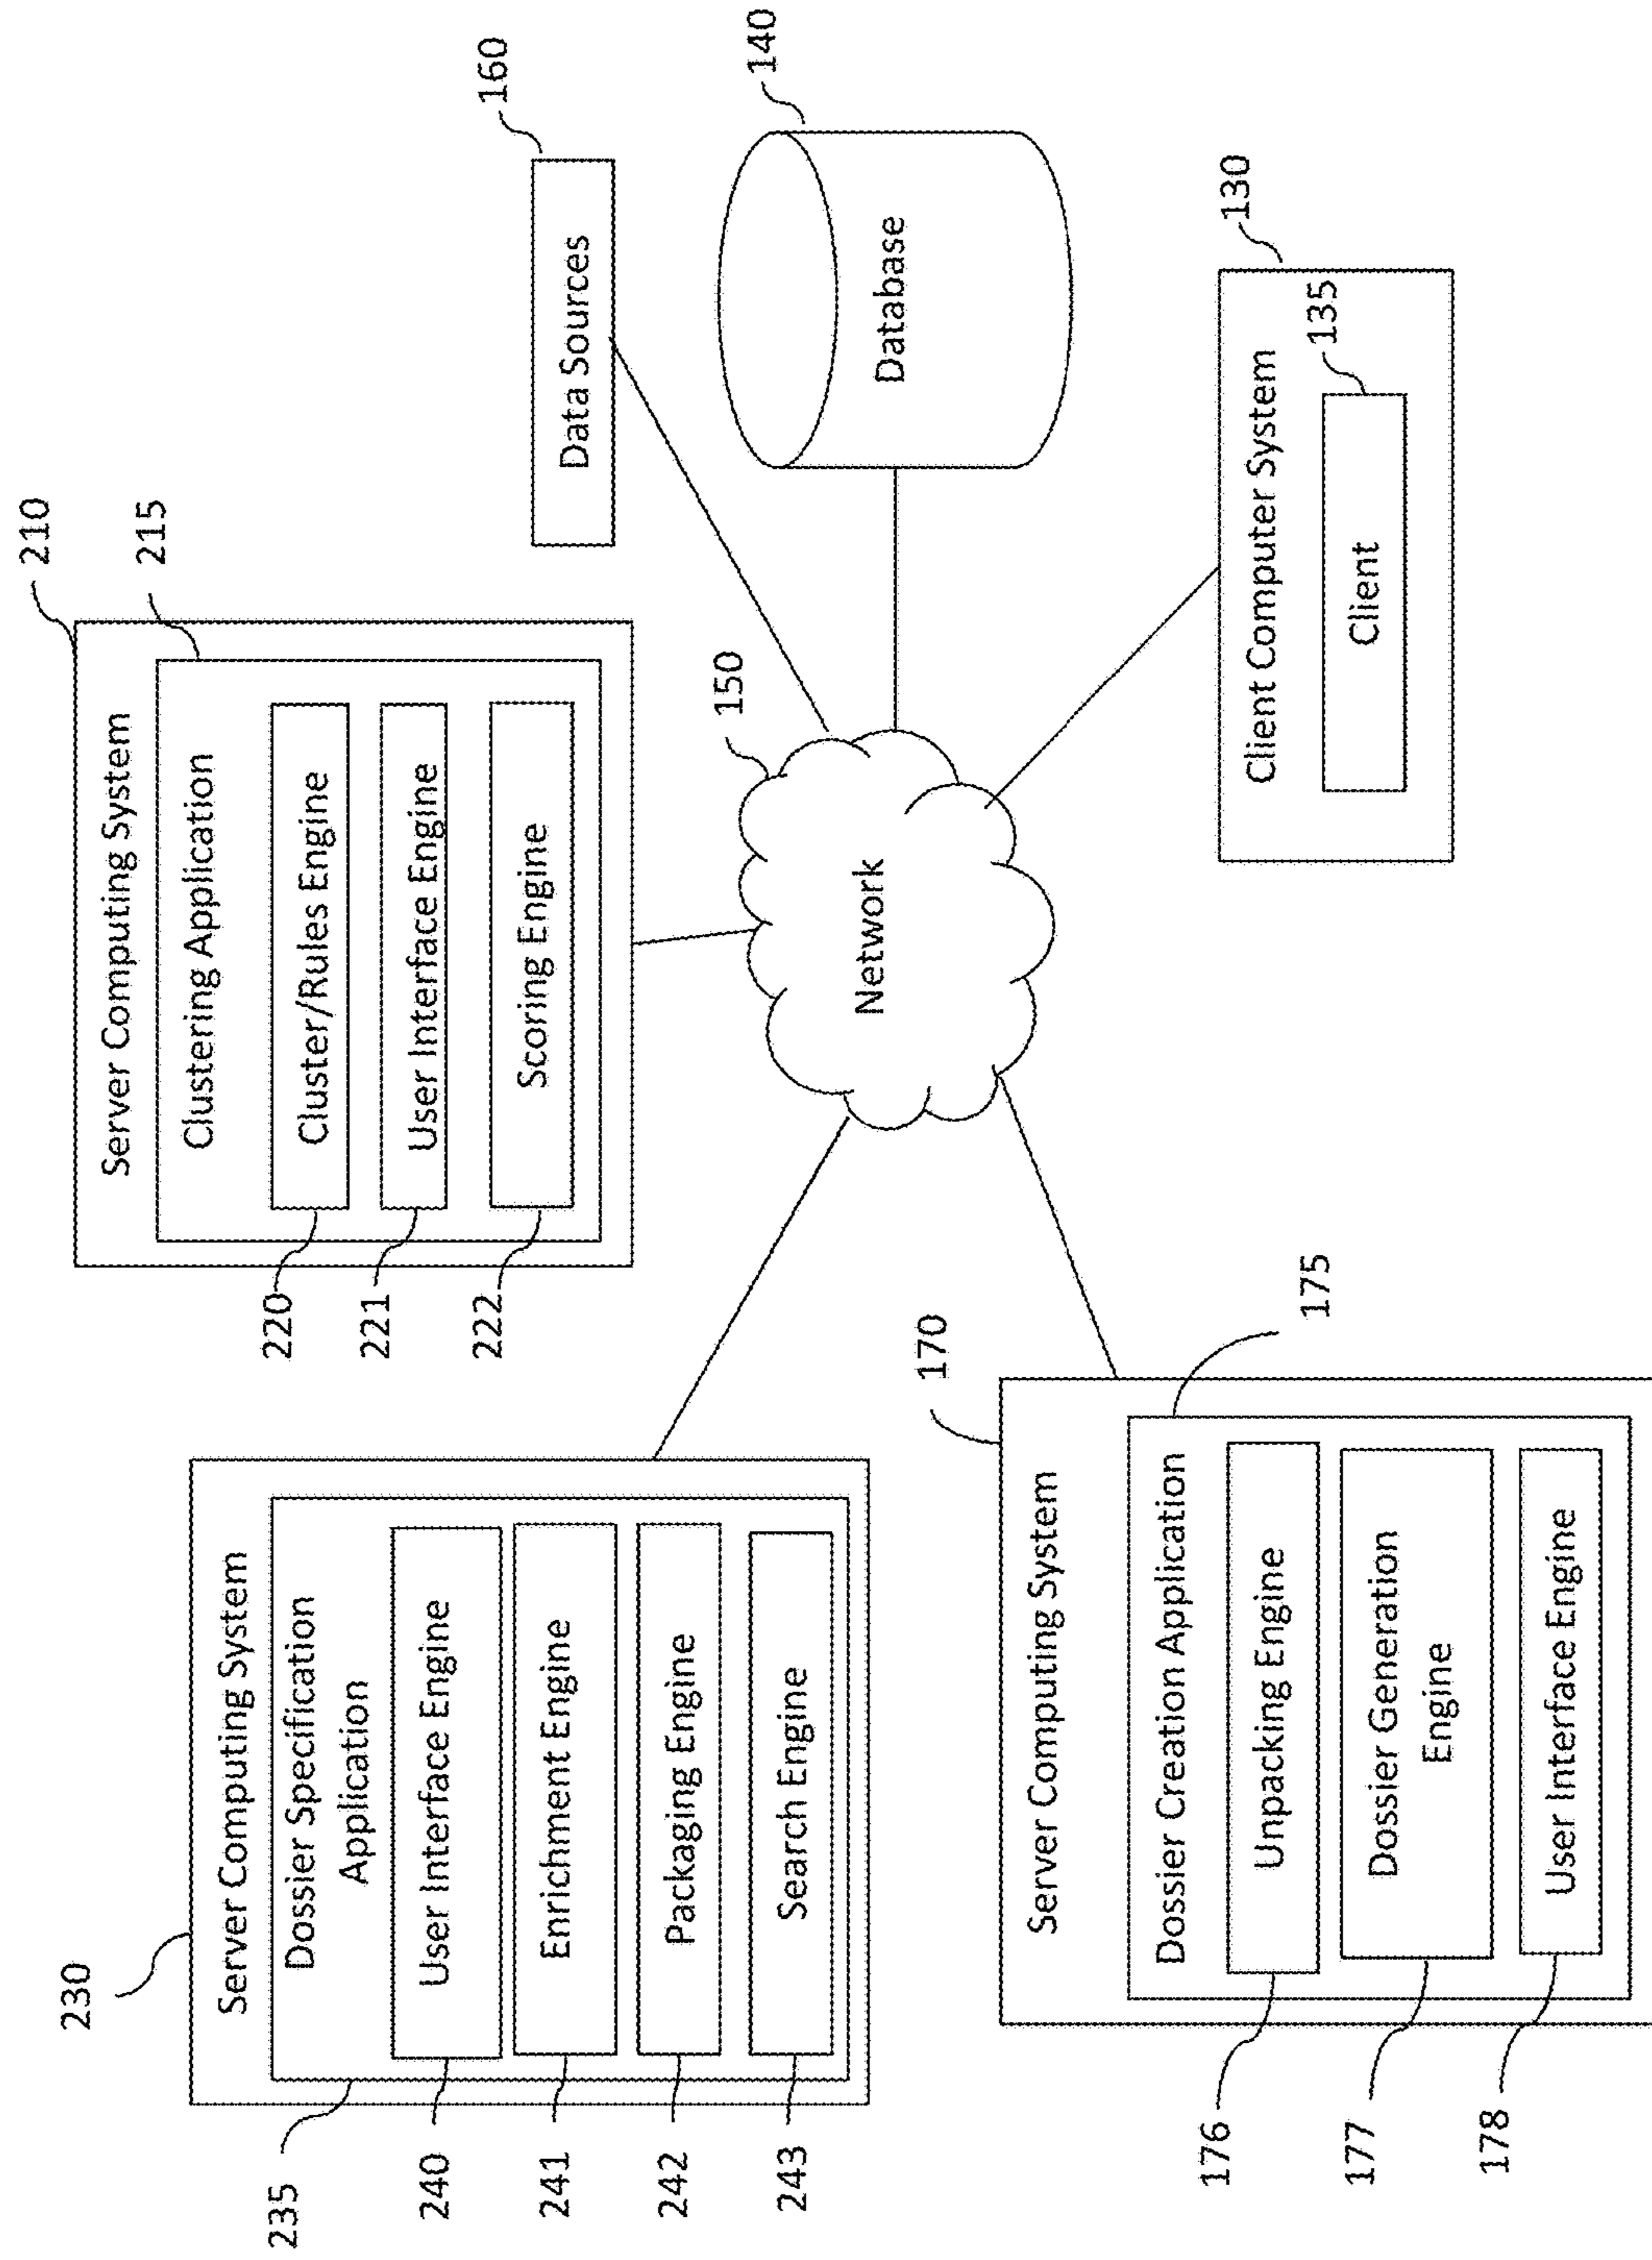 230
Server Computing System
Dossier Specification
Application
User Interface Engine
Enrichment Engine
Packaging Engine
Search Engine
235
240
241
242
243
210
Server Computing System
215
Clustering Application
Cluster/Rules Engine
User Interface Engine
Scoring Engine
220
221
222
160
Data Sources
140
Database
150
Network
170
Server Computing System
175
Dossier Creation Application
Unpacking Engine
Dossier Generation
Engine
User Interface Engine
176
177
178
130
Client Computer System
135
Client